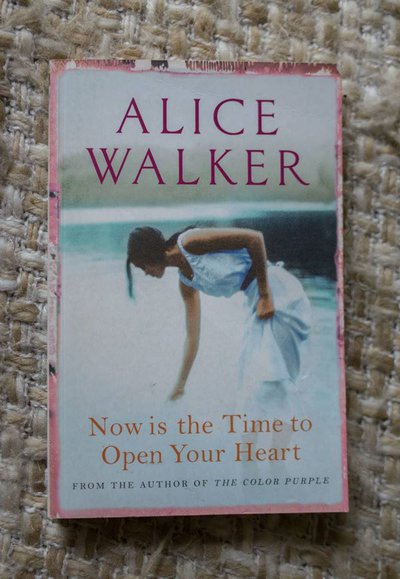 ALICE
WALKER
Now is the Time to
Open Your Heart
FROM THE AUTHOR OF THE COLOR PURPLE